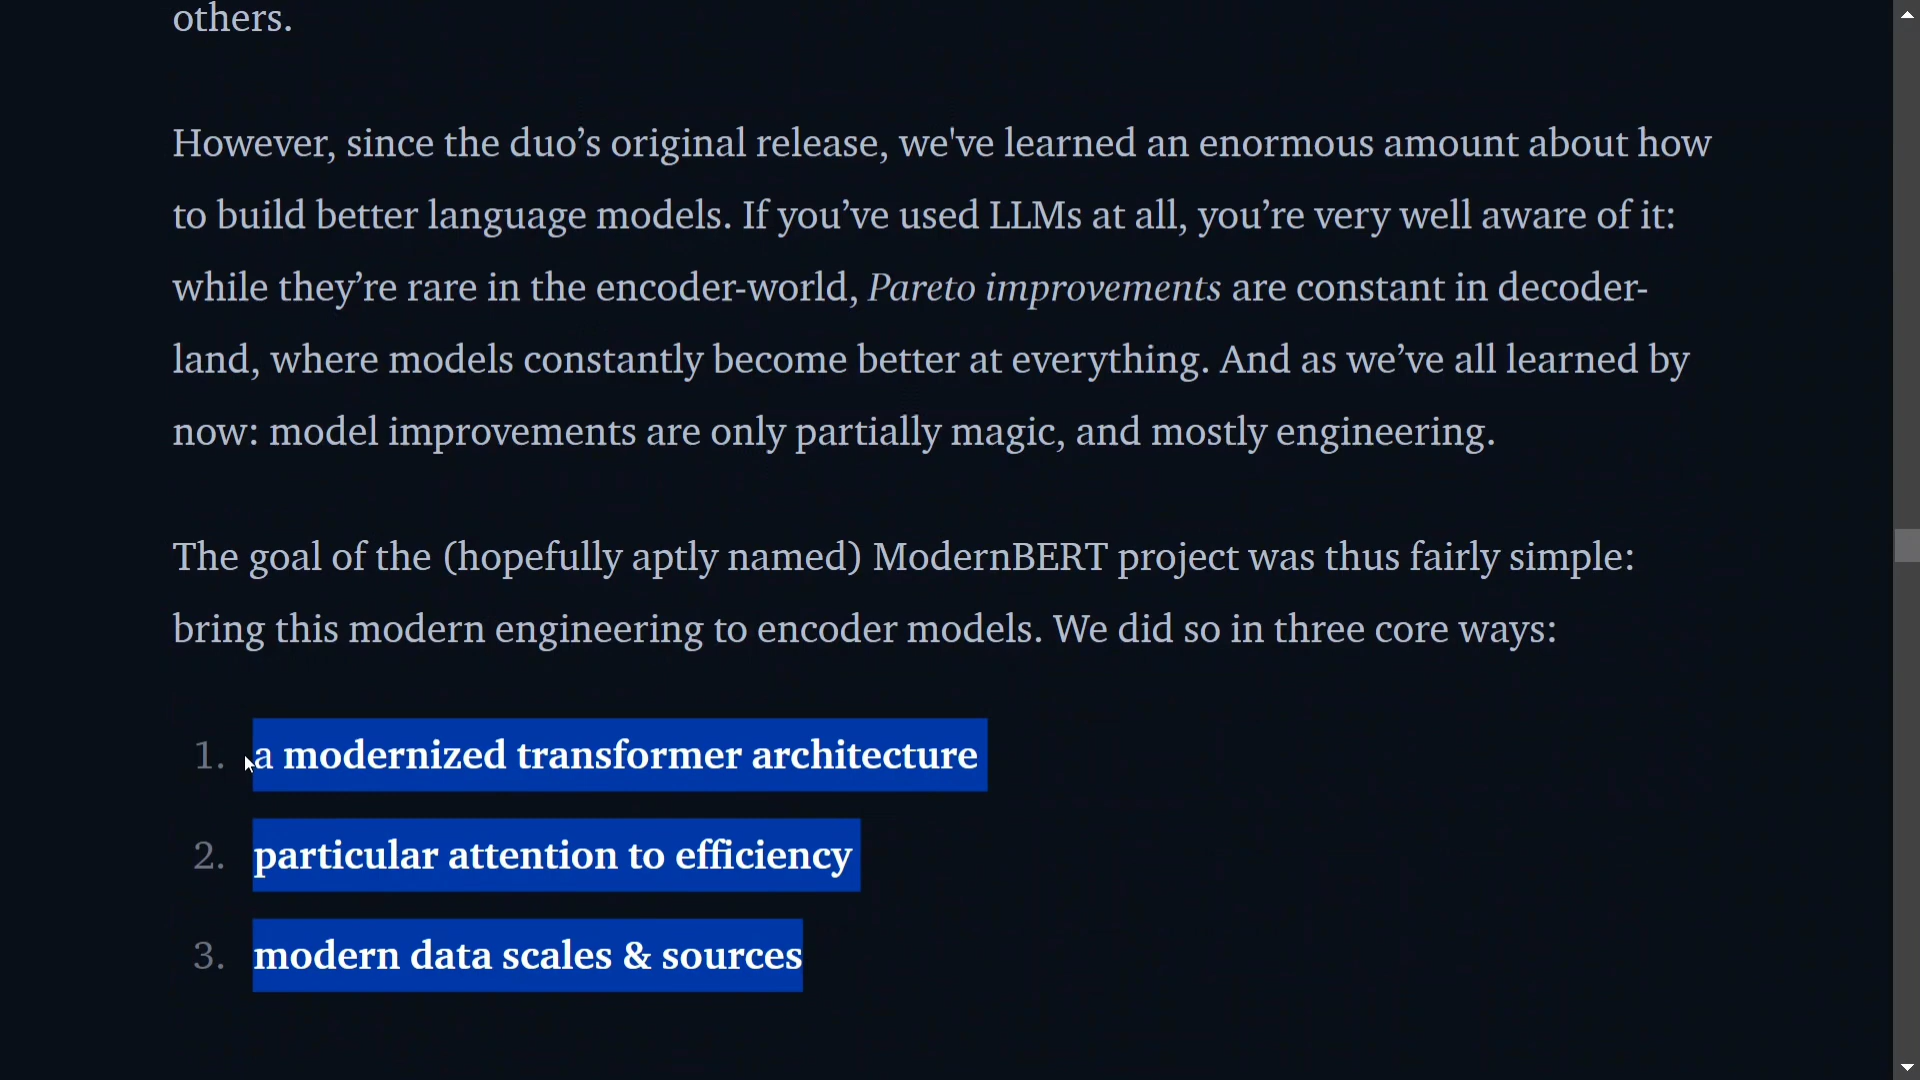 others.
However, since the duo’s original release, we've learned an enormous amount about how
to build better language models. If you’ve used LLMs at all, you’re very well aware of it:
while they’re rare in the encoder-world, Pareto improvements are constant in decoder-
land, where models constantly become better at everything. And as we’ve all learned by
now: model improvements are only partially magic, and mostly engineering.
The goal of the (hopefully aptly named) ModernBERT project was thus fairly simple:
bring this modern engineering to encoder models. We did so in three core ways:
1. a modernized transformer architecture
2. particular attention to efficiency
3. modern data scales & sources